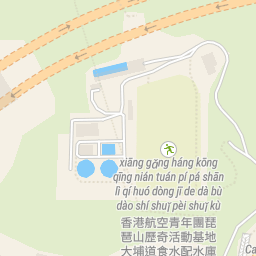 xiāng gǒng háng kōng
qīng nián tuán pí pá shān
lì qí huó dòng jī de dà bù
dào shí shuǐ pèi shuǐ kù
香港航空青年團琵
琶山歷奇活動基地
大埔道食水配水庫